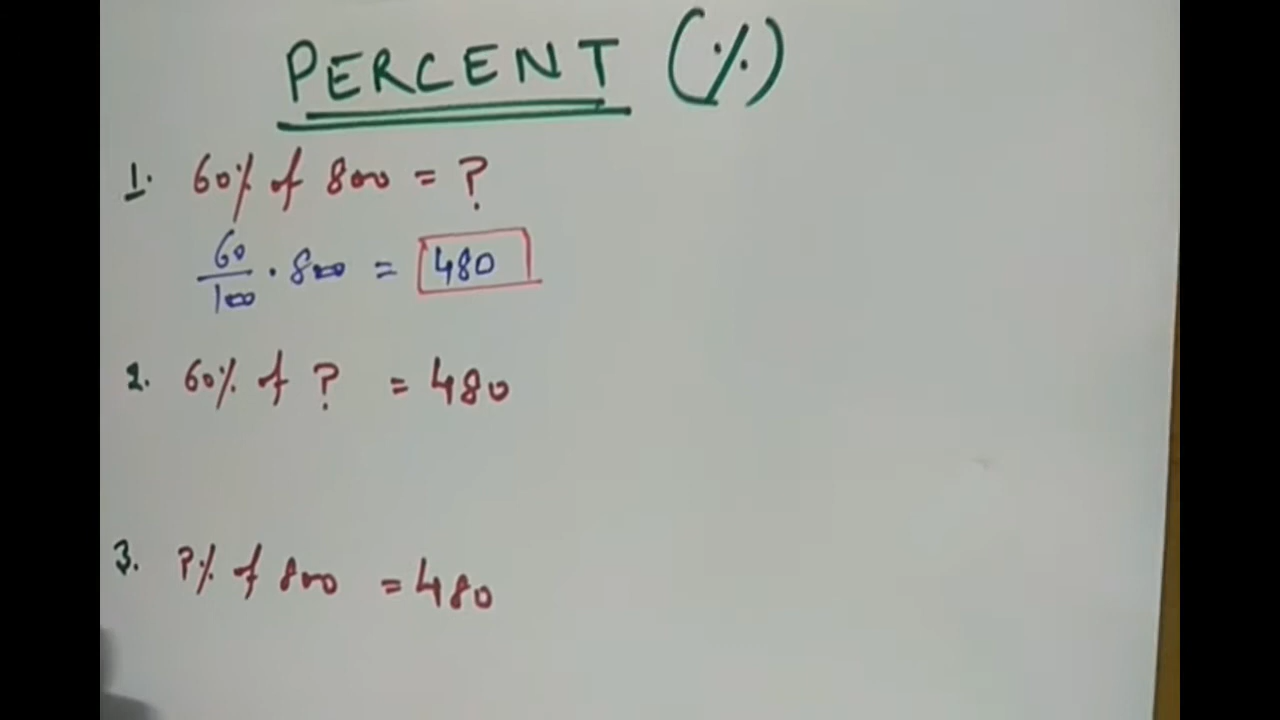 PERCENT (%)
1. 60% of 800 = ?
60/100 · 800 = 480
2. 60% of ? = 480
3. ?% of 800 = 480